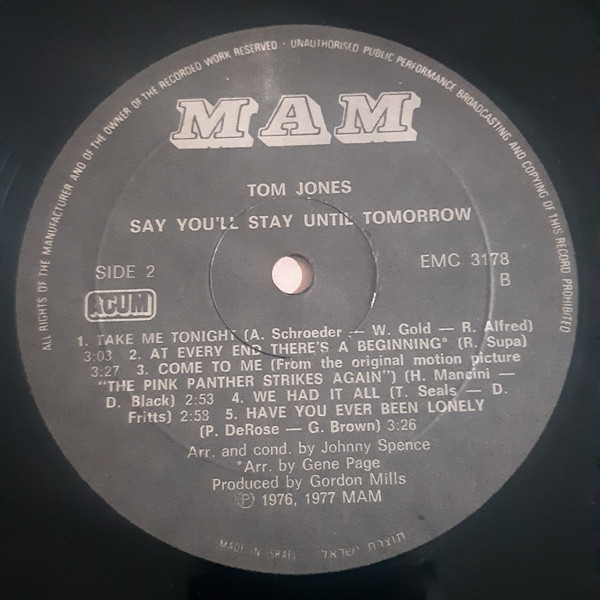 ALL RIGHTS OF THE MANUFACTURER AND OF THE OWNER OF THE RECORDED WORK RESERVED · UNAUTHORISED PUBLIC PERFORMANCE BROADCASTING AND COPYING OF THIS RECORD PROHIBITED
MAM
TOM JONES
SAY YOU'LL STAY UNTIL TOMORROW
SIDE 2
EMC 3178
B
ACUM
1. TAKE ME TONIGHT (A. Schroeder — W. Gold — R. Alfred)
3:03 2. AT EVERY END THERE'S A BEGINNING* (R. Supa)
3:27 3. COME TO ME (From the original motion picture
"THE PINK PANTHER STRIKES AGAIN") (H. Mancini —
D. Black) 2:53 4. WE HAD IT ALL (T. Seals — D.
Fritts) 2:58 5. HAVE YOU EVER BEEN LONELY
(P. DeRose — G. Brown) 3:26
Arr. and cond. by Johnny Spence
*Arr. by Gene Page
Produced by Gordon Mills
Ⓟ 1976, 1977 MAM
MADE IN ISRAEL תוצרת ישראל